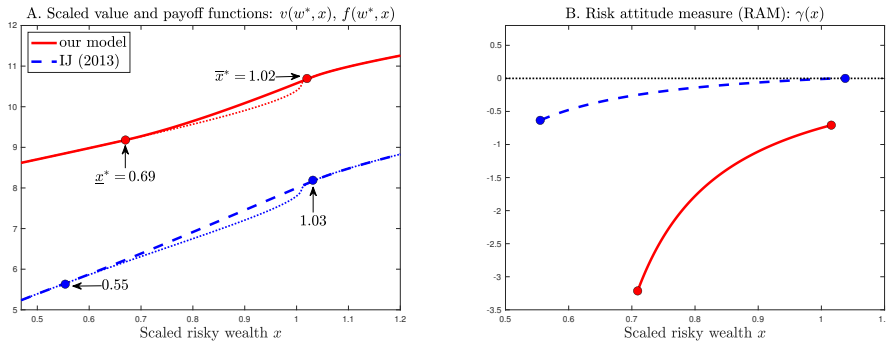 A. Scaled value and payoff functions: v(w*, x), f(w*, x)
12
11
10
9
8
7
6
5
our model
IJ (2013)
x̅* = 1.02
x̲* = 0.69
1.03
0.55
0.5 0.6 0.7 0.8 0.9 1 1.1 1.2
Scaled risky wealth x
B. Risk attitude measure (RAM): γ(x)
0.5
0
-0.5
-1
-1.5
-2
-2.5
-3
-3.5
0.5 0.6 0.7 0.8 0.9 1 1.
Scaled risky wealth x